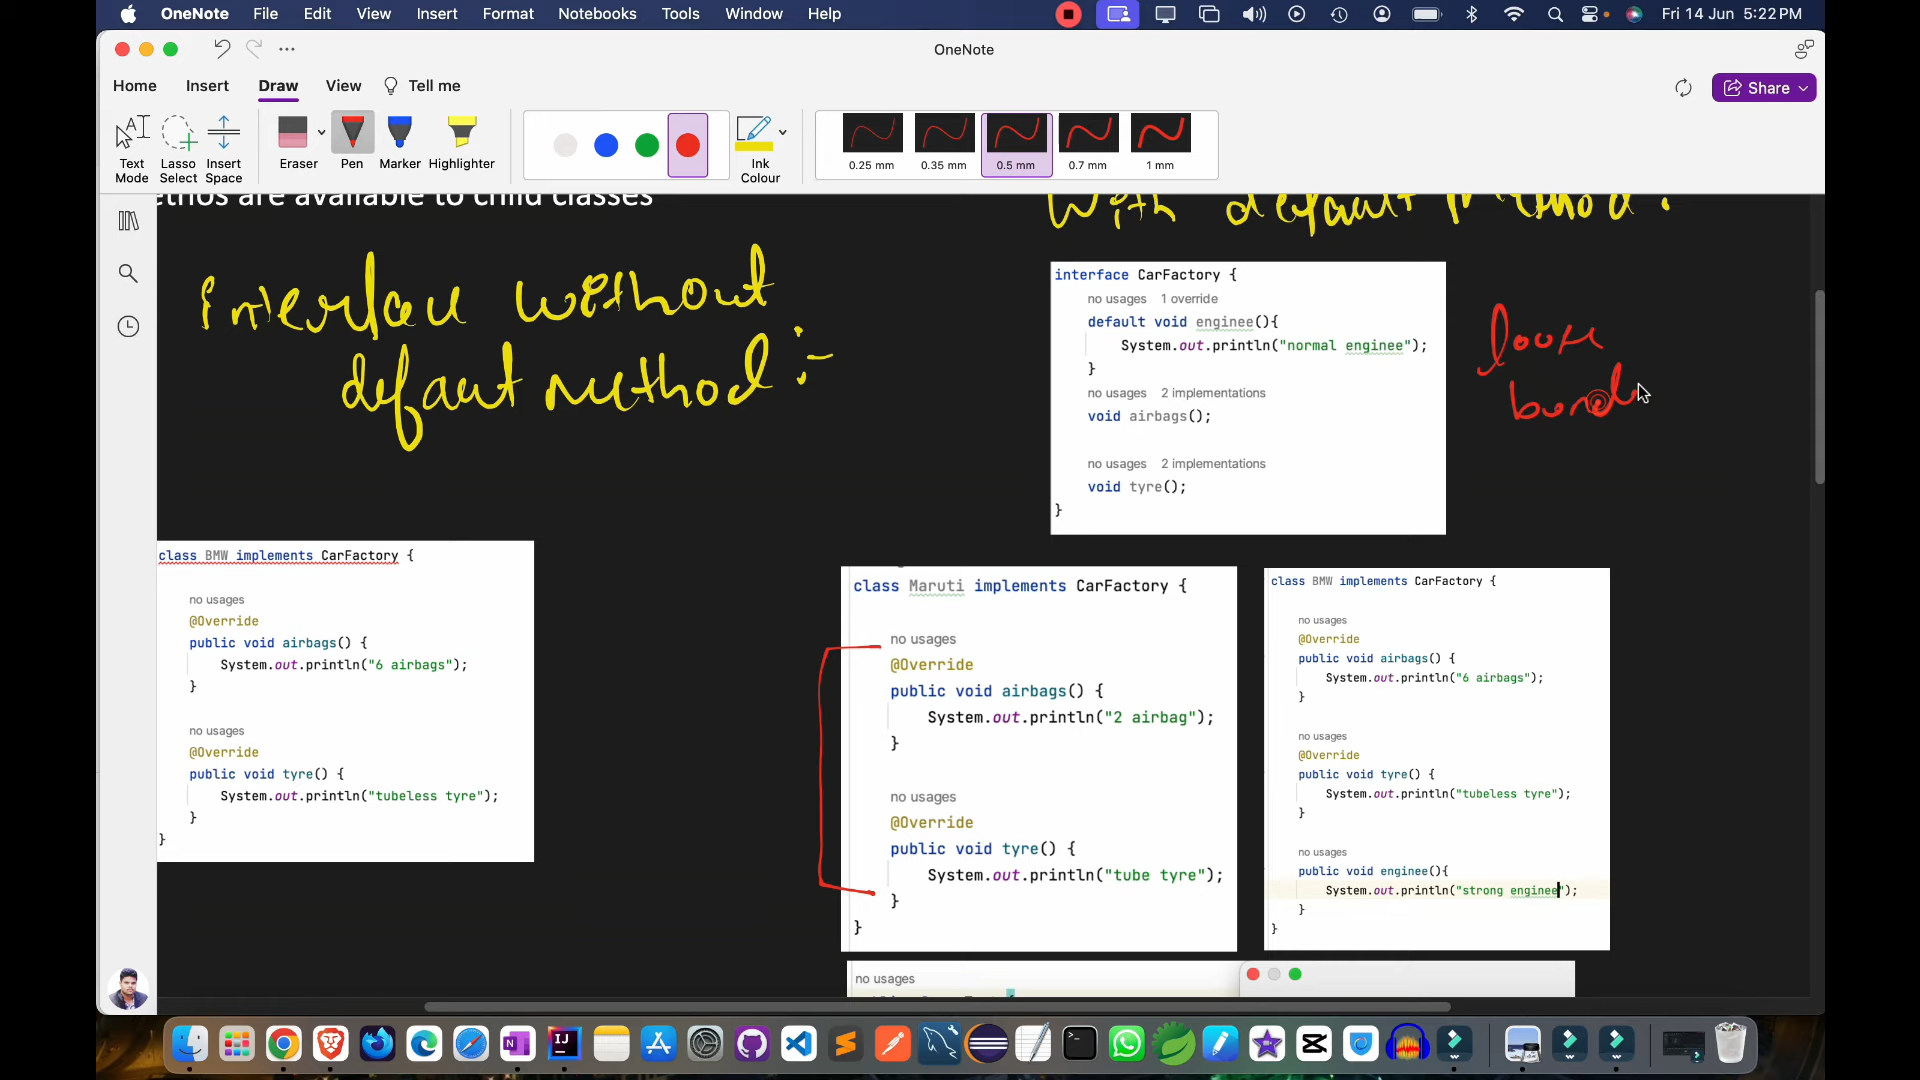 OneNote File Edit View Insert Format Notebooks Tools Window Help Fri 14 Jun 5:22 PM
OneNote
Home Insert Draw View Tell me Share
Text Mode
Lasso Select
Insert Space
Eraser
Pen
Marker
Highlighter
Ink Colour
0.25 mm 0.35 mm 0.5 mm 0.7 mm 1 mm
are available to child classes
With default method :
Interface without
defaut method :-
interface CarFactory {
no usages 1 override
default void enginee(){
System.out.println("normal enginee");
}
no usages 2 implementations
void airbags();
no usages 2 implementations
void tyre();
}
class BMW implements CarFactory {
no usages
@Override
public void airbags() {
System.out.println("6 airbags");
}
no usages
@Override
public void tyre() {
System.out.println("tubeless tyre");
}
}
class Maruti implements CarFactory {
no usages
@Override
public void airbags() {
System.out.println("2 airbag");
}
no usages
@Override
public void tyre() {
System.out.println("tube tyre");
}
}
class BMW implements CarFactory {
no usages
@Override
public void airbags() {
System.out.println("6 airbags");
}
no usages
@Override
public void tyre() {
System.out.println("tubeless tyre");
}
no usages
public void enginee(){
System.out.println("strong enginee");
}
}
no usages